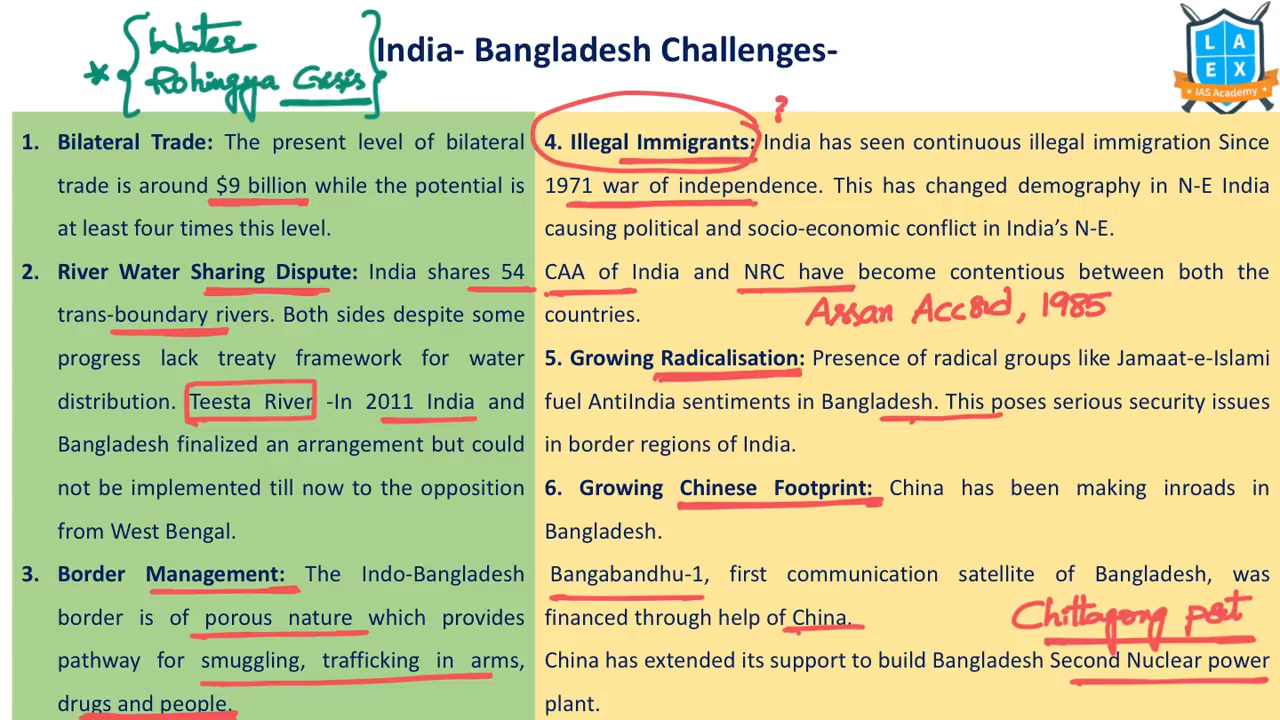 Water
* Rohingya Crisis
India- Bangladesh Challenges-
L A
E X
IAS Academy
1. Bilateral Trade: The present level of bilateral
trade is around $9 billion while the potential is
at least four times this level.
2. River Water Sharing Dispute: India shares 54
trans-boundary rivers. Both sides despite some
progress lack treaty framework for water
distribution. Teesta River -In 2011 India and
Bangladesh finalized an arrangement but could
not be implemented till now to the opposition
from West Bengal.
3. Border Management: The Indo-Bangladesh
border is of porous nature which provides
pathway for smuggling, trafficking in arms,
drugs and people.
?
4. Illegal Immigrants: India has seen continuous illegal immigration Since
1971 war of independence. This has changed demography in N-E India
causing political and socio-economic conflict in India's N-E.
CAA of India and NRC have become contentious between both the
countries.
Assam Accord, 1985
5. Growing Radicalisation: Presence of radical groups like Jamaat-e-Islami
fuel AntiIndia sentiments in Bangladesh. This poses serious security issues
in border regions of India.
6. Growing Chinese Footprint: China has been making inroads in
Bangladesh.
Bangabandhu-1, first communication satellite of Bangladesh, was
financed through help of China.
Chittagong port
China has extended its support to build Bangladesh Second Nuclear power
plant.